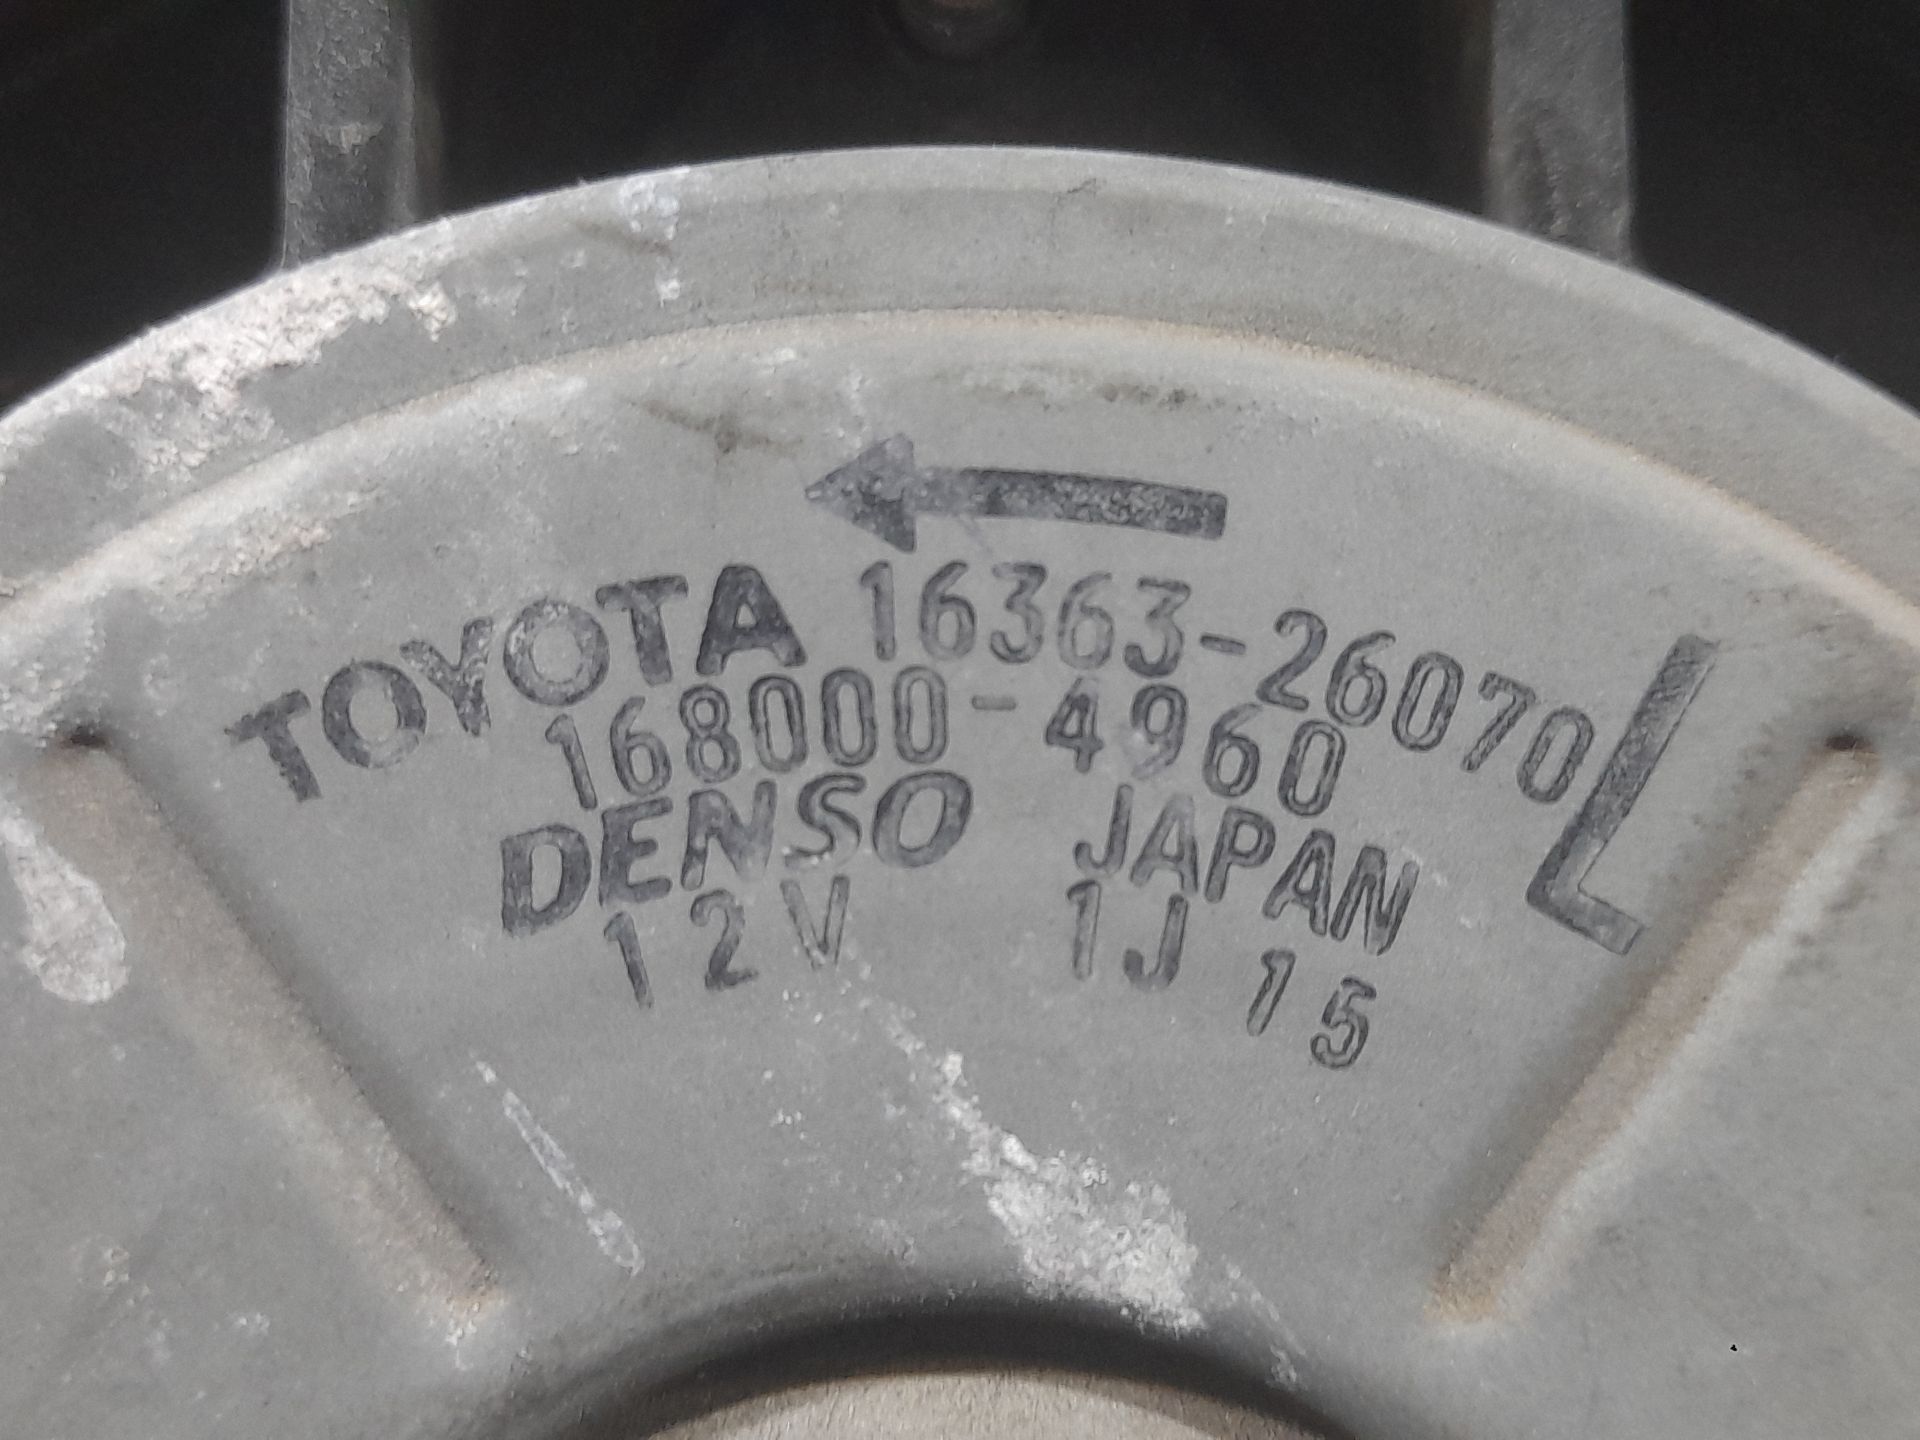 TOYOTA 16363-26070
168000-4960 L
DENSO JAPAN
12V 1J 15